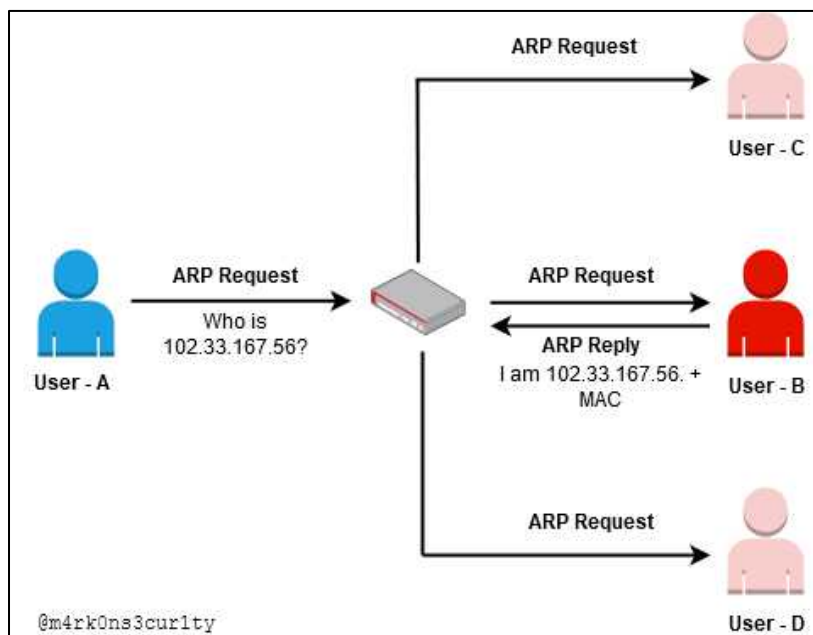 ARP Request
User - C
ARP Request
Who is
102.33.167.56?
User - A
ARP Request
ARP Reply
I am 102.33.167.56. +
MAC
User - B
ARP Request
User - D
@m4rk0ns3cur1ty